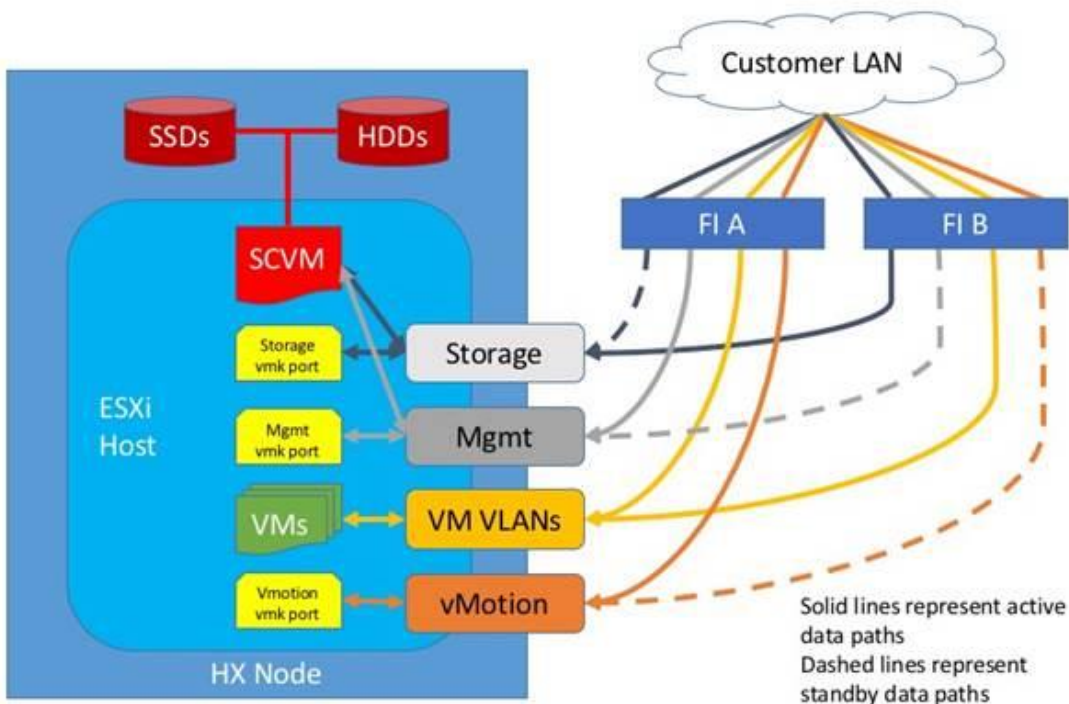 Customer LAN
SSDs
HDDs
FI A
FI B
SCVM
Storage
vmk port
Storage
ESXi
Host
Mgmt
vmk port
Mgmt
VMs
VM VLANs
Vmotion
vmk port
vMotion
HX Node
Solid lines represent active
data paths
Dashed lines represent
standby data paths